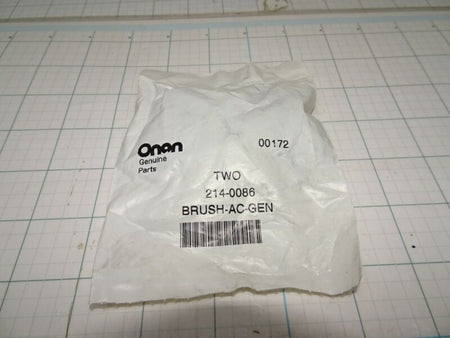 Onan
Genuine
Parts
00172
TWO
214-0086
BRUSH-AC-GEN